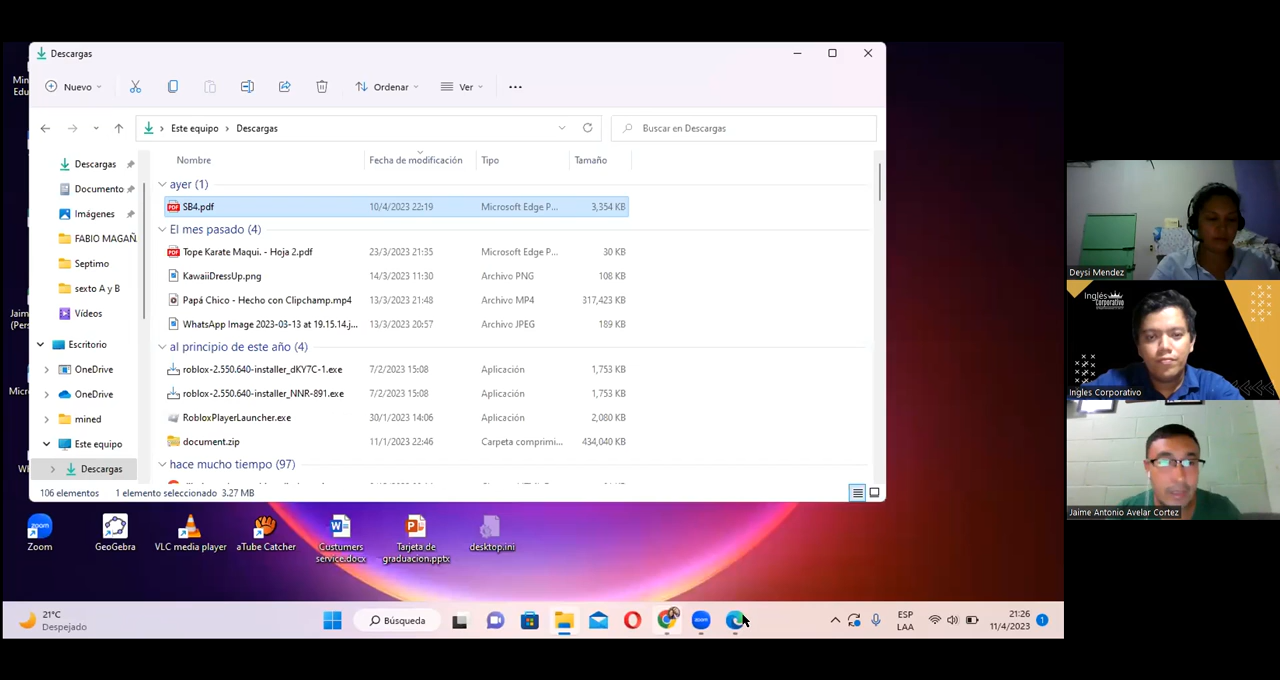 Descargas
Nuevo
Ordenar
Ver
Este equipo > Descargas
Buscar en Descargas
Nombre Fecha de modificación Tipo Tamaño
ayer (1)
SB4.pdf 10/4/2023 22:19 Microsoft Edge P... 3,354 KB
El mes pasado (4)
Tope Karate Maqui. - Hoja 2.pdf 23/3/2023 21:35 Microsoft Edge P... 30 KB
KawaiiDressUp.png 14/3/2023 11:30 Archivo PNG 108 KB
Papá Chico - Hecho con Clipchamp.mp4 13/3/2023 21:48 Archivo MP4 317,423 KB
WhatsApp Image 2023-03-13 at 19.15.14.j... 13/3/2023 20:57 Archivo JPEG 189 KB
al principio de este año (4)
roblox-2.550.640-installer_dKY7C-1.exe 7/2/2023 15:08 Aplicación 1,753 KB
roblox-2.550.640-installer_NNR-891.exe 7/2/2023 15:08 Aplicación 1,753 KB
RobloxPlayerLauncher.exe 30/1/2023 14:06 Aplicación 2,080 KB
document.zip 11/1/2023 22:46 Carpeta comprimi... 434,040 KB
hace mucho tiempo (97)
Descargas
Documento
Imágenes
FABIO MAGAÑ
Septimo
sexto A y B
Vídeos
Escritorio
OneDrive
OneDrive
mined
Este equipo
Descargas
106 elementos 1 elemento seleccionado 3.27 MB
Zoom
GeoGebra
VLC media player
aTube Catcher
Custumers
service.docx
Tarjeta de
graduacion.pptx
desktop.ini
21°C
Despejado
Búsqueda
ESP
LAA
21:26
11/4/2023
1
Deysi Mendez
Inglés
Corporativo
Ingles Corporativo
Jaime Antonio Avelar Cortez